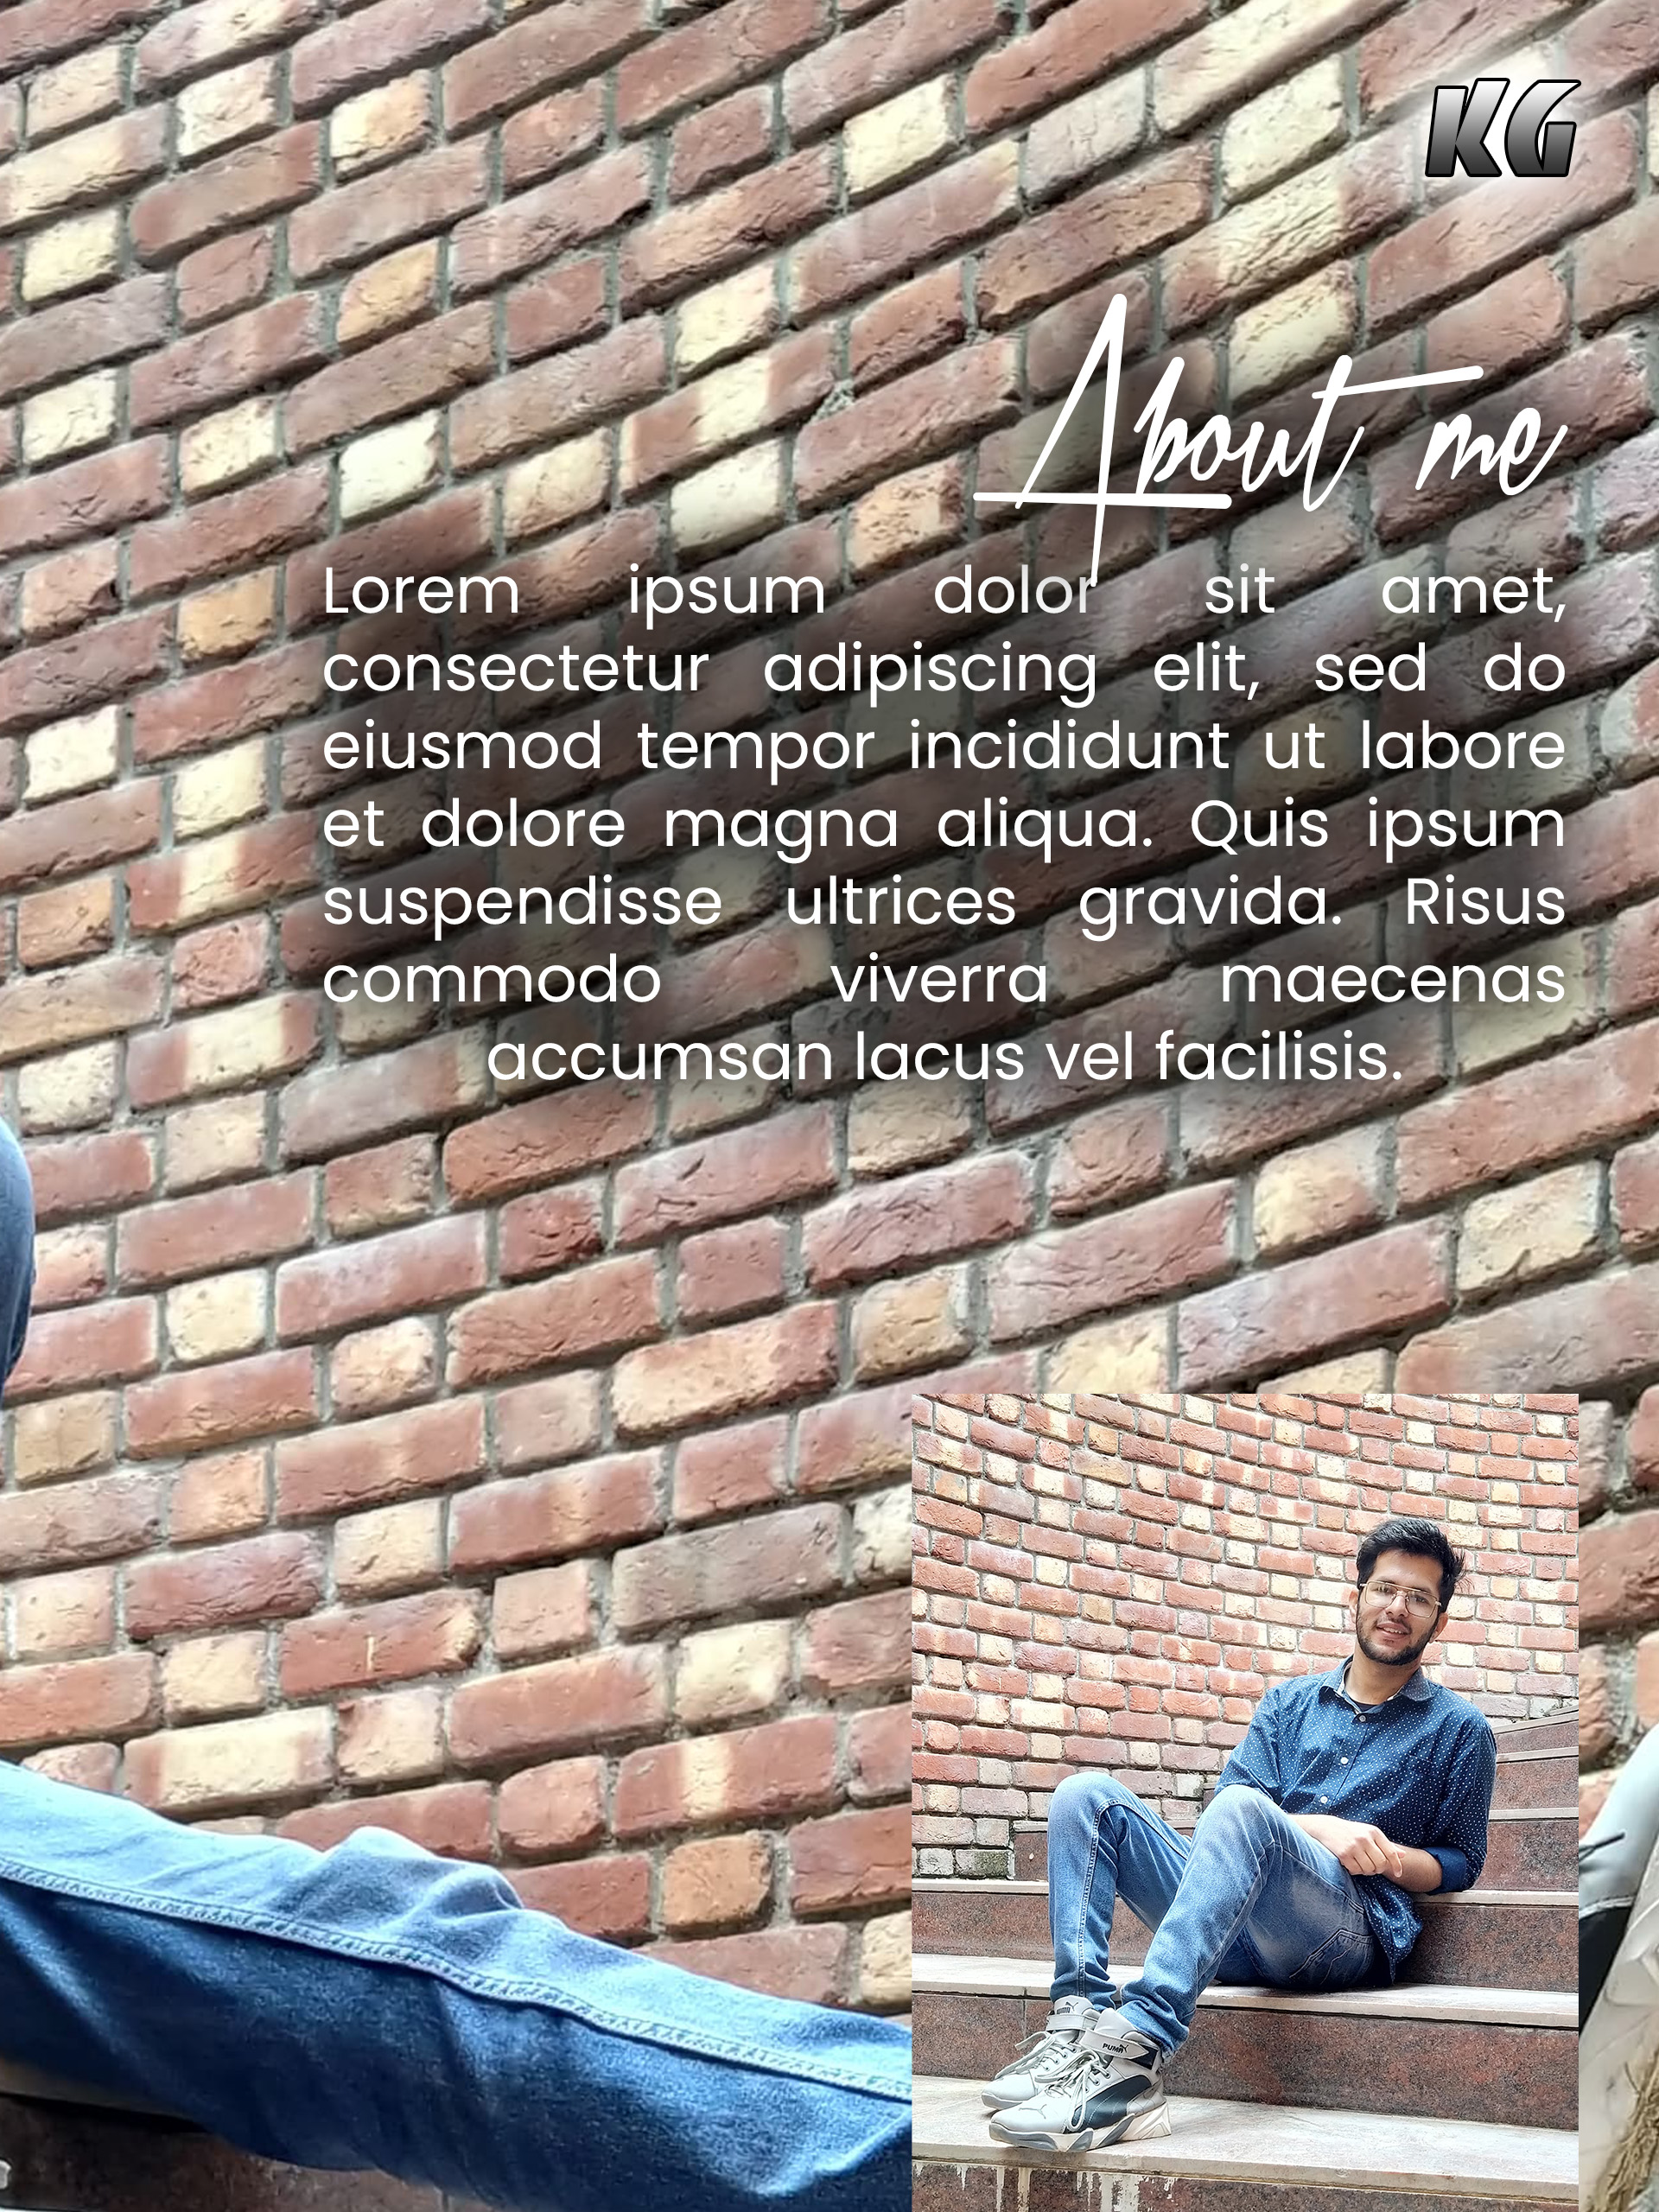 KG
About me
Lorem ipsum dolor sit amet,
consectetur adipiscing elit, sed do
eiusmod tempor incididunt ut labore
et dolore magna aliqua. Quis ipsum
suspendisse ultrices gravida. Risus
commodo viverra maecenas
accumsan lacus vel facilisis.
PUMA